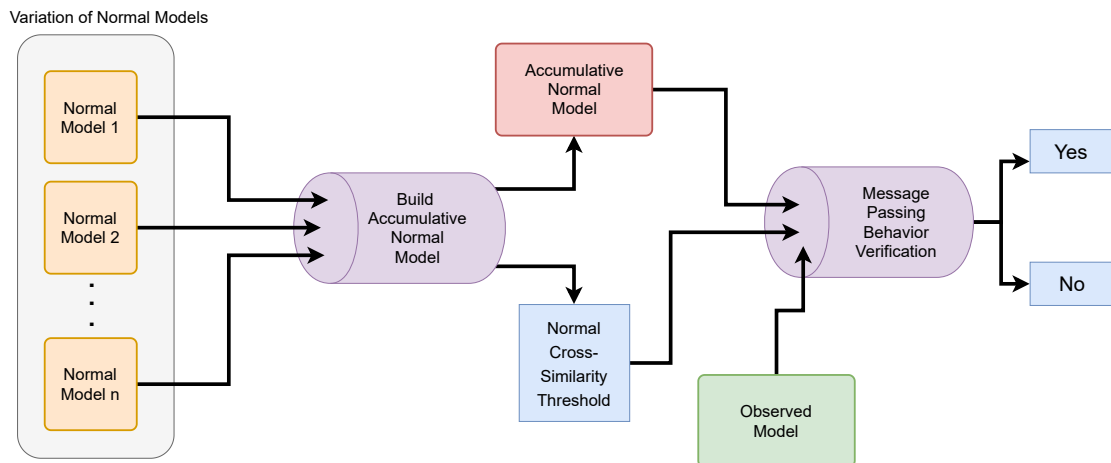 Variation of Normal Models
Normal
Model 1
Normal
Model 2
.
.
.
Normal
Model n
Build
Accumulative
Normal
Model
Accumulative
Normal
Model
Normal
Cross-
Similarity
Threshold
Message
Passing
Behavior
Verification
Observed
Model
Yes
No